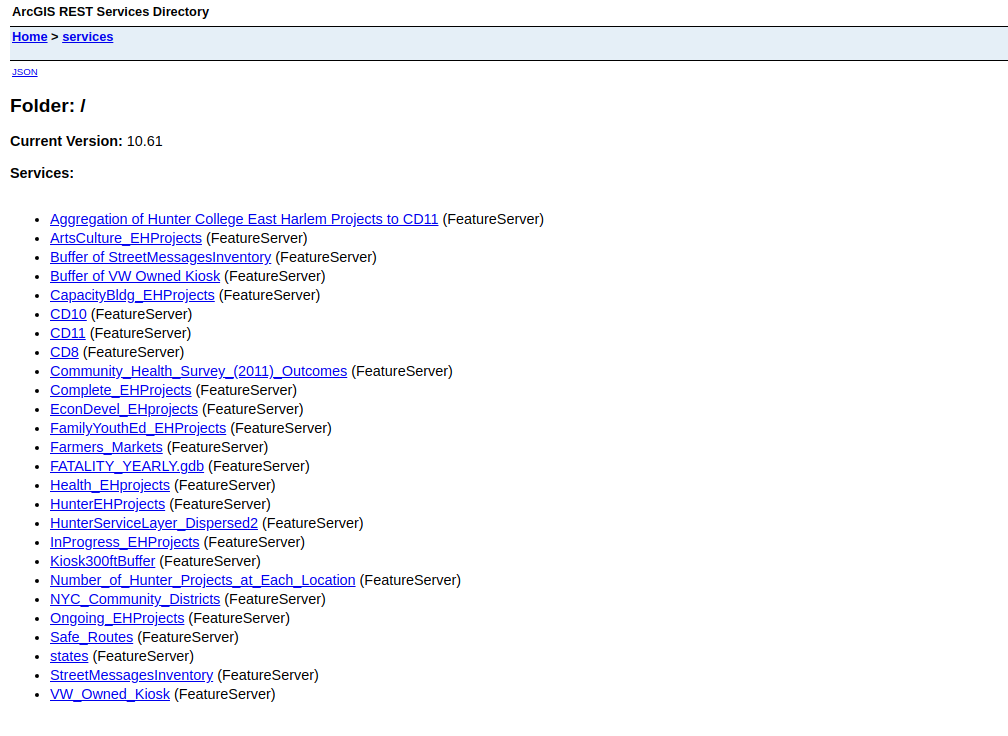 ArcGIS REST Services Directory
Home > services
JSON
Folder: /
Current Version: 10.61
Services:
Aggregation of Hunter College East Harlem Projects to CD11 (FeatureServer)
ArtsCulture_EHProjects (FeatureServer)
Buffer of StreetMessagesInventory (FeatureServer)
Buffer of VW Owned Kiosk (FeatureServer)
CapacityBldg_EHProjects (FeatureServer)
CD10 (FeatureServer)
CD11 (FeatureServer)
CD8 (FeatureServer)
Community_Health_Survey_(2011)_Outcomes (FeatureServer)
Complete_EHProjects (FeatureServer)
EconDevel_EHprojects (FeatureServer)
FamilyYouthEd_EHProjects (FeatureServer)
Farmers_Markets (FeatureServer)
FATALITY_YEARLY.gdb (FeatureServer)
Health_EHprojects (FeatureServer)
HunterEHProjects (FeatureServer)
HunterServiceLayer_Dispersed2 (FeatureServer)
InProgress_EHProjects (FeatureServer)
Kiosk300ftBuffer (FeatureServer)
Number_of_Hunter_Projects_at_Each_Location (FeatureServer)
NYC_Community_Districts (FeatureServer)
Ongoing_EHProjects (FeatureServer)
Safe_Routes (FeatureServer)
states (FeatureServer)
StreetMessagesInventory (FeatureServer)
VW_Owned_Kiosk (FeatureServer)